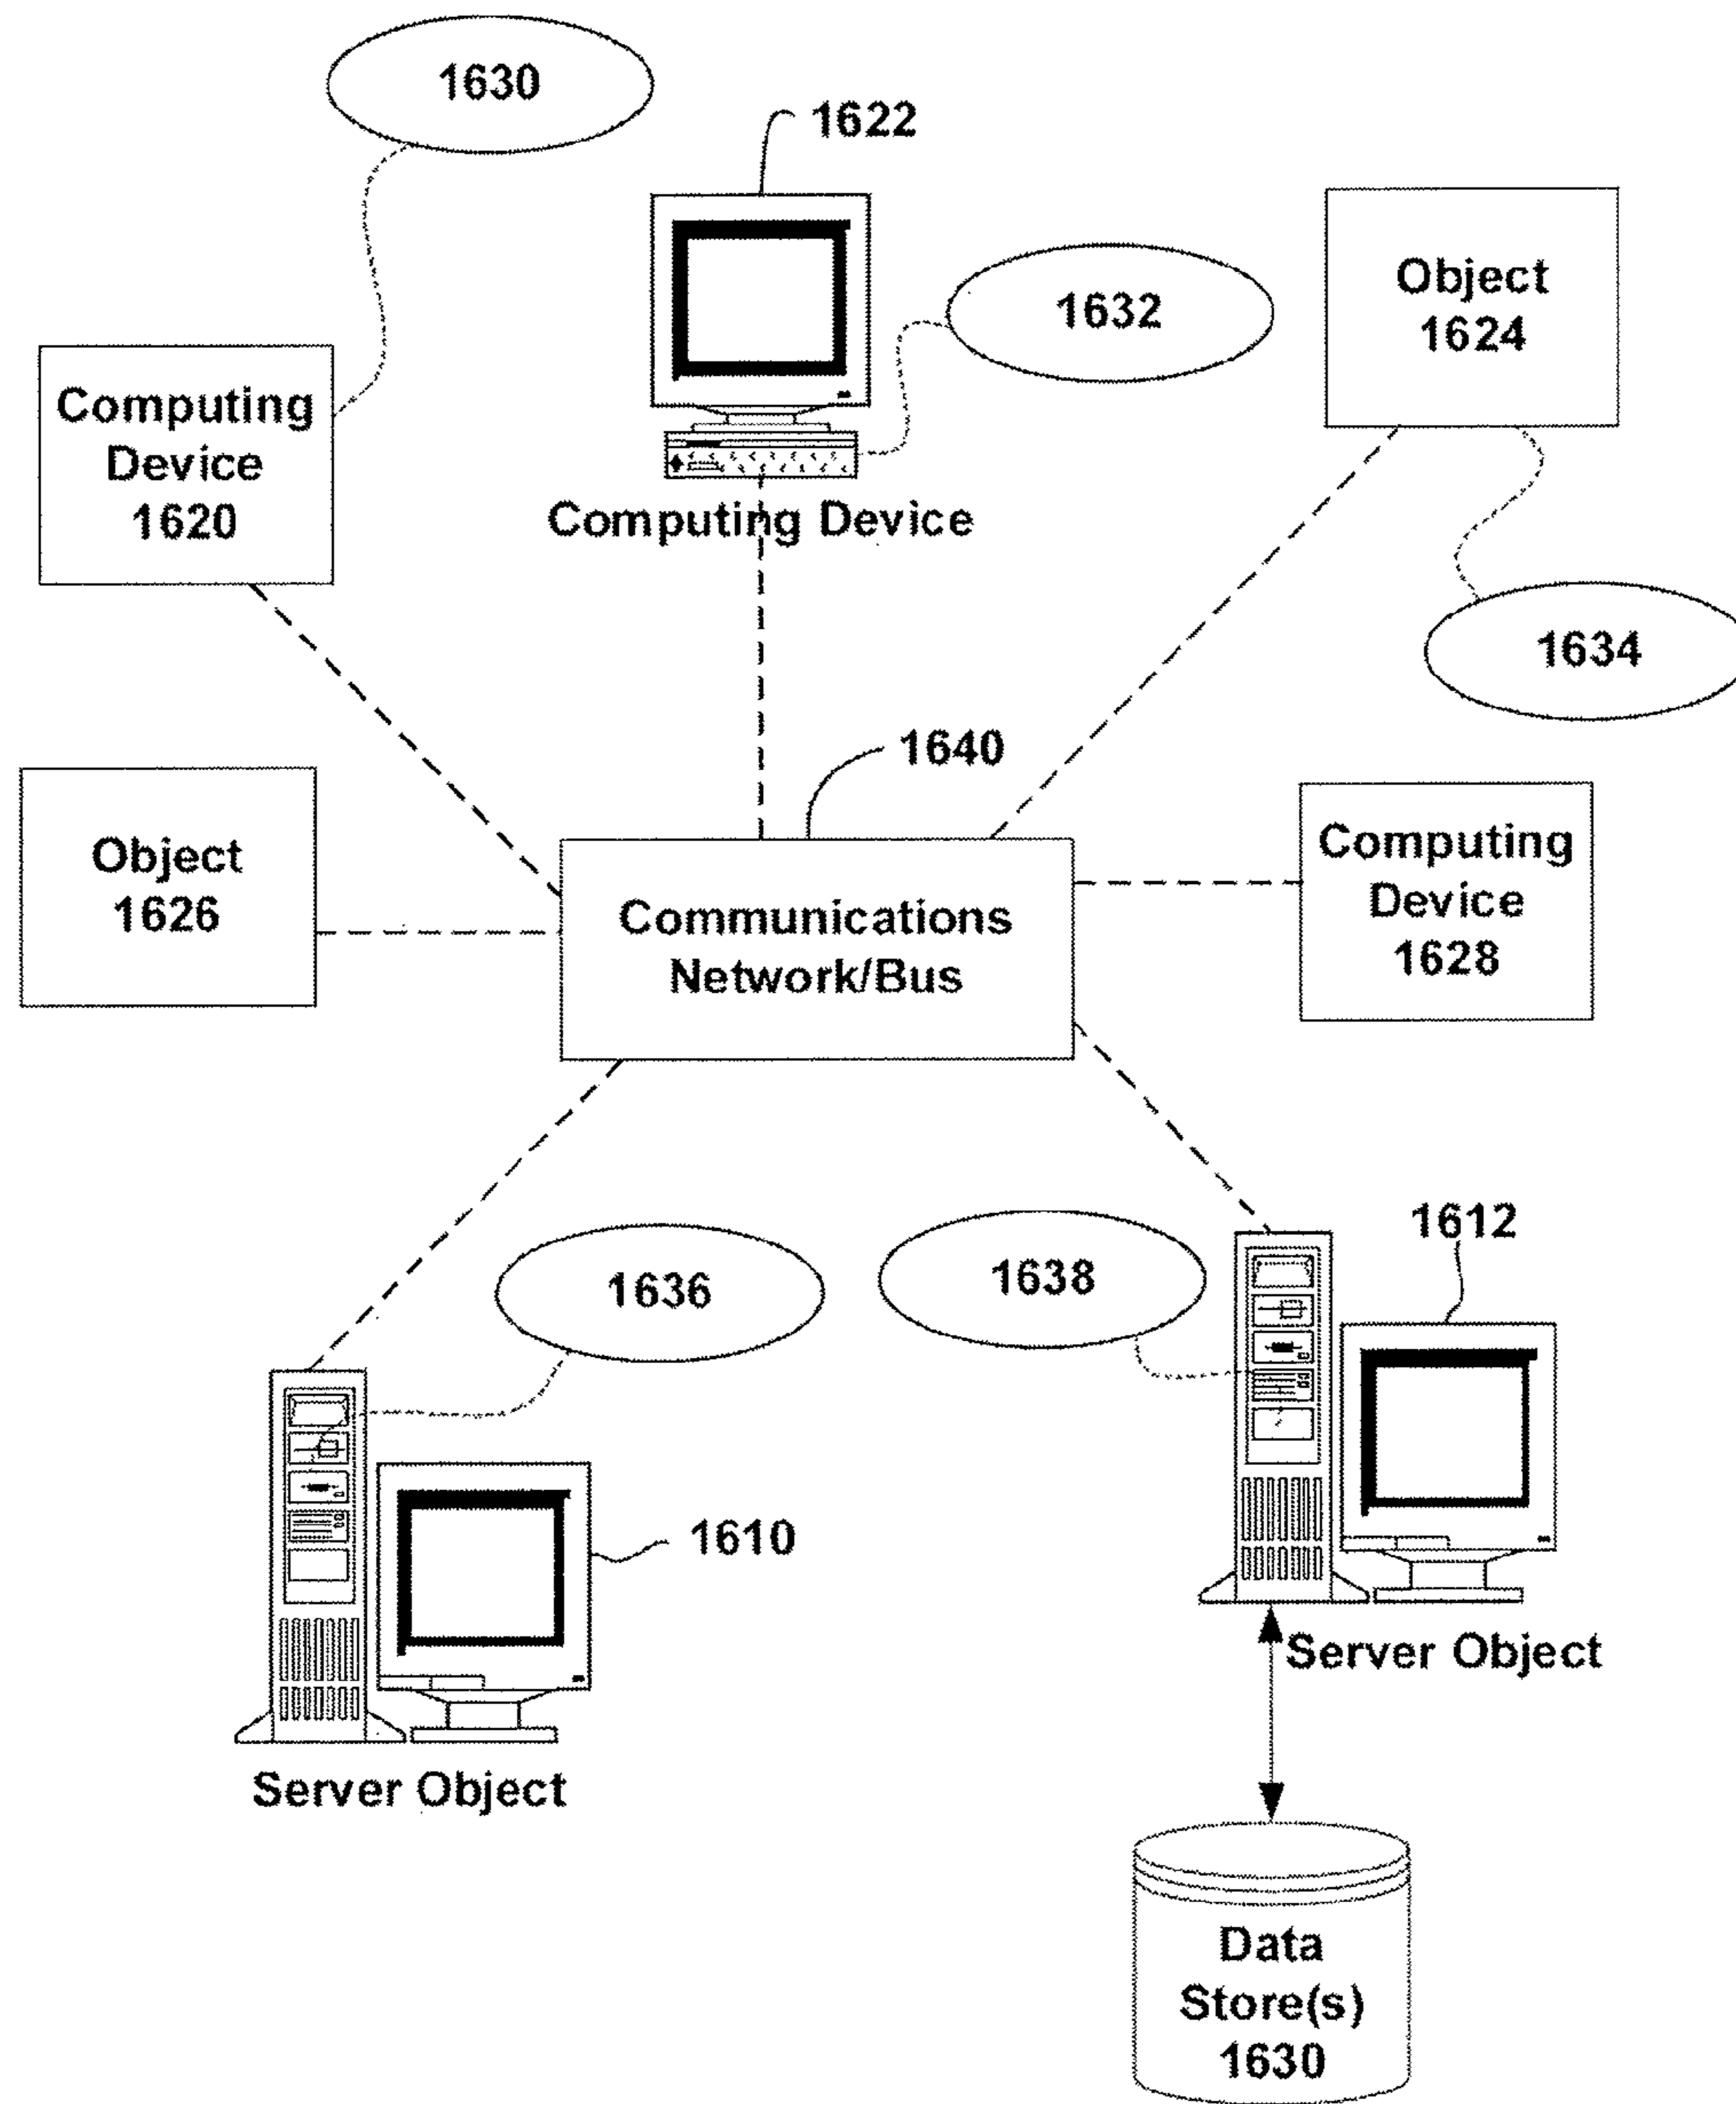 1630
1622
1632
Object
1624
Computing
Device
1620
Computing Device
1634
1640
Object
1626
Communications
Network/Bus
Computing
Device
1628
1636
1638
1612
1610
Server Object
Server Object
Data
Store(s)
1630